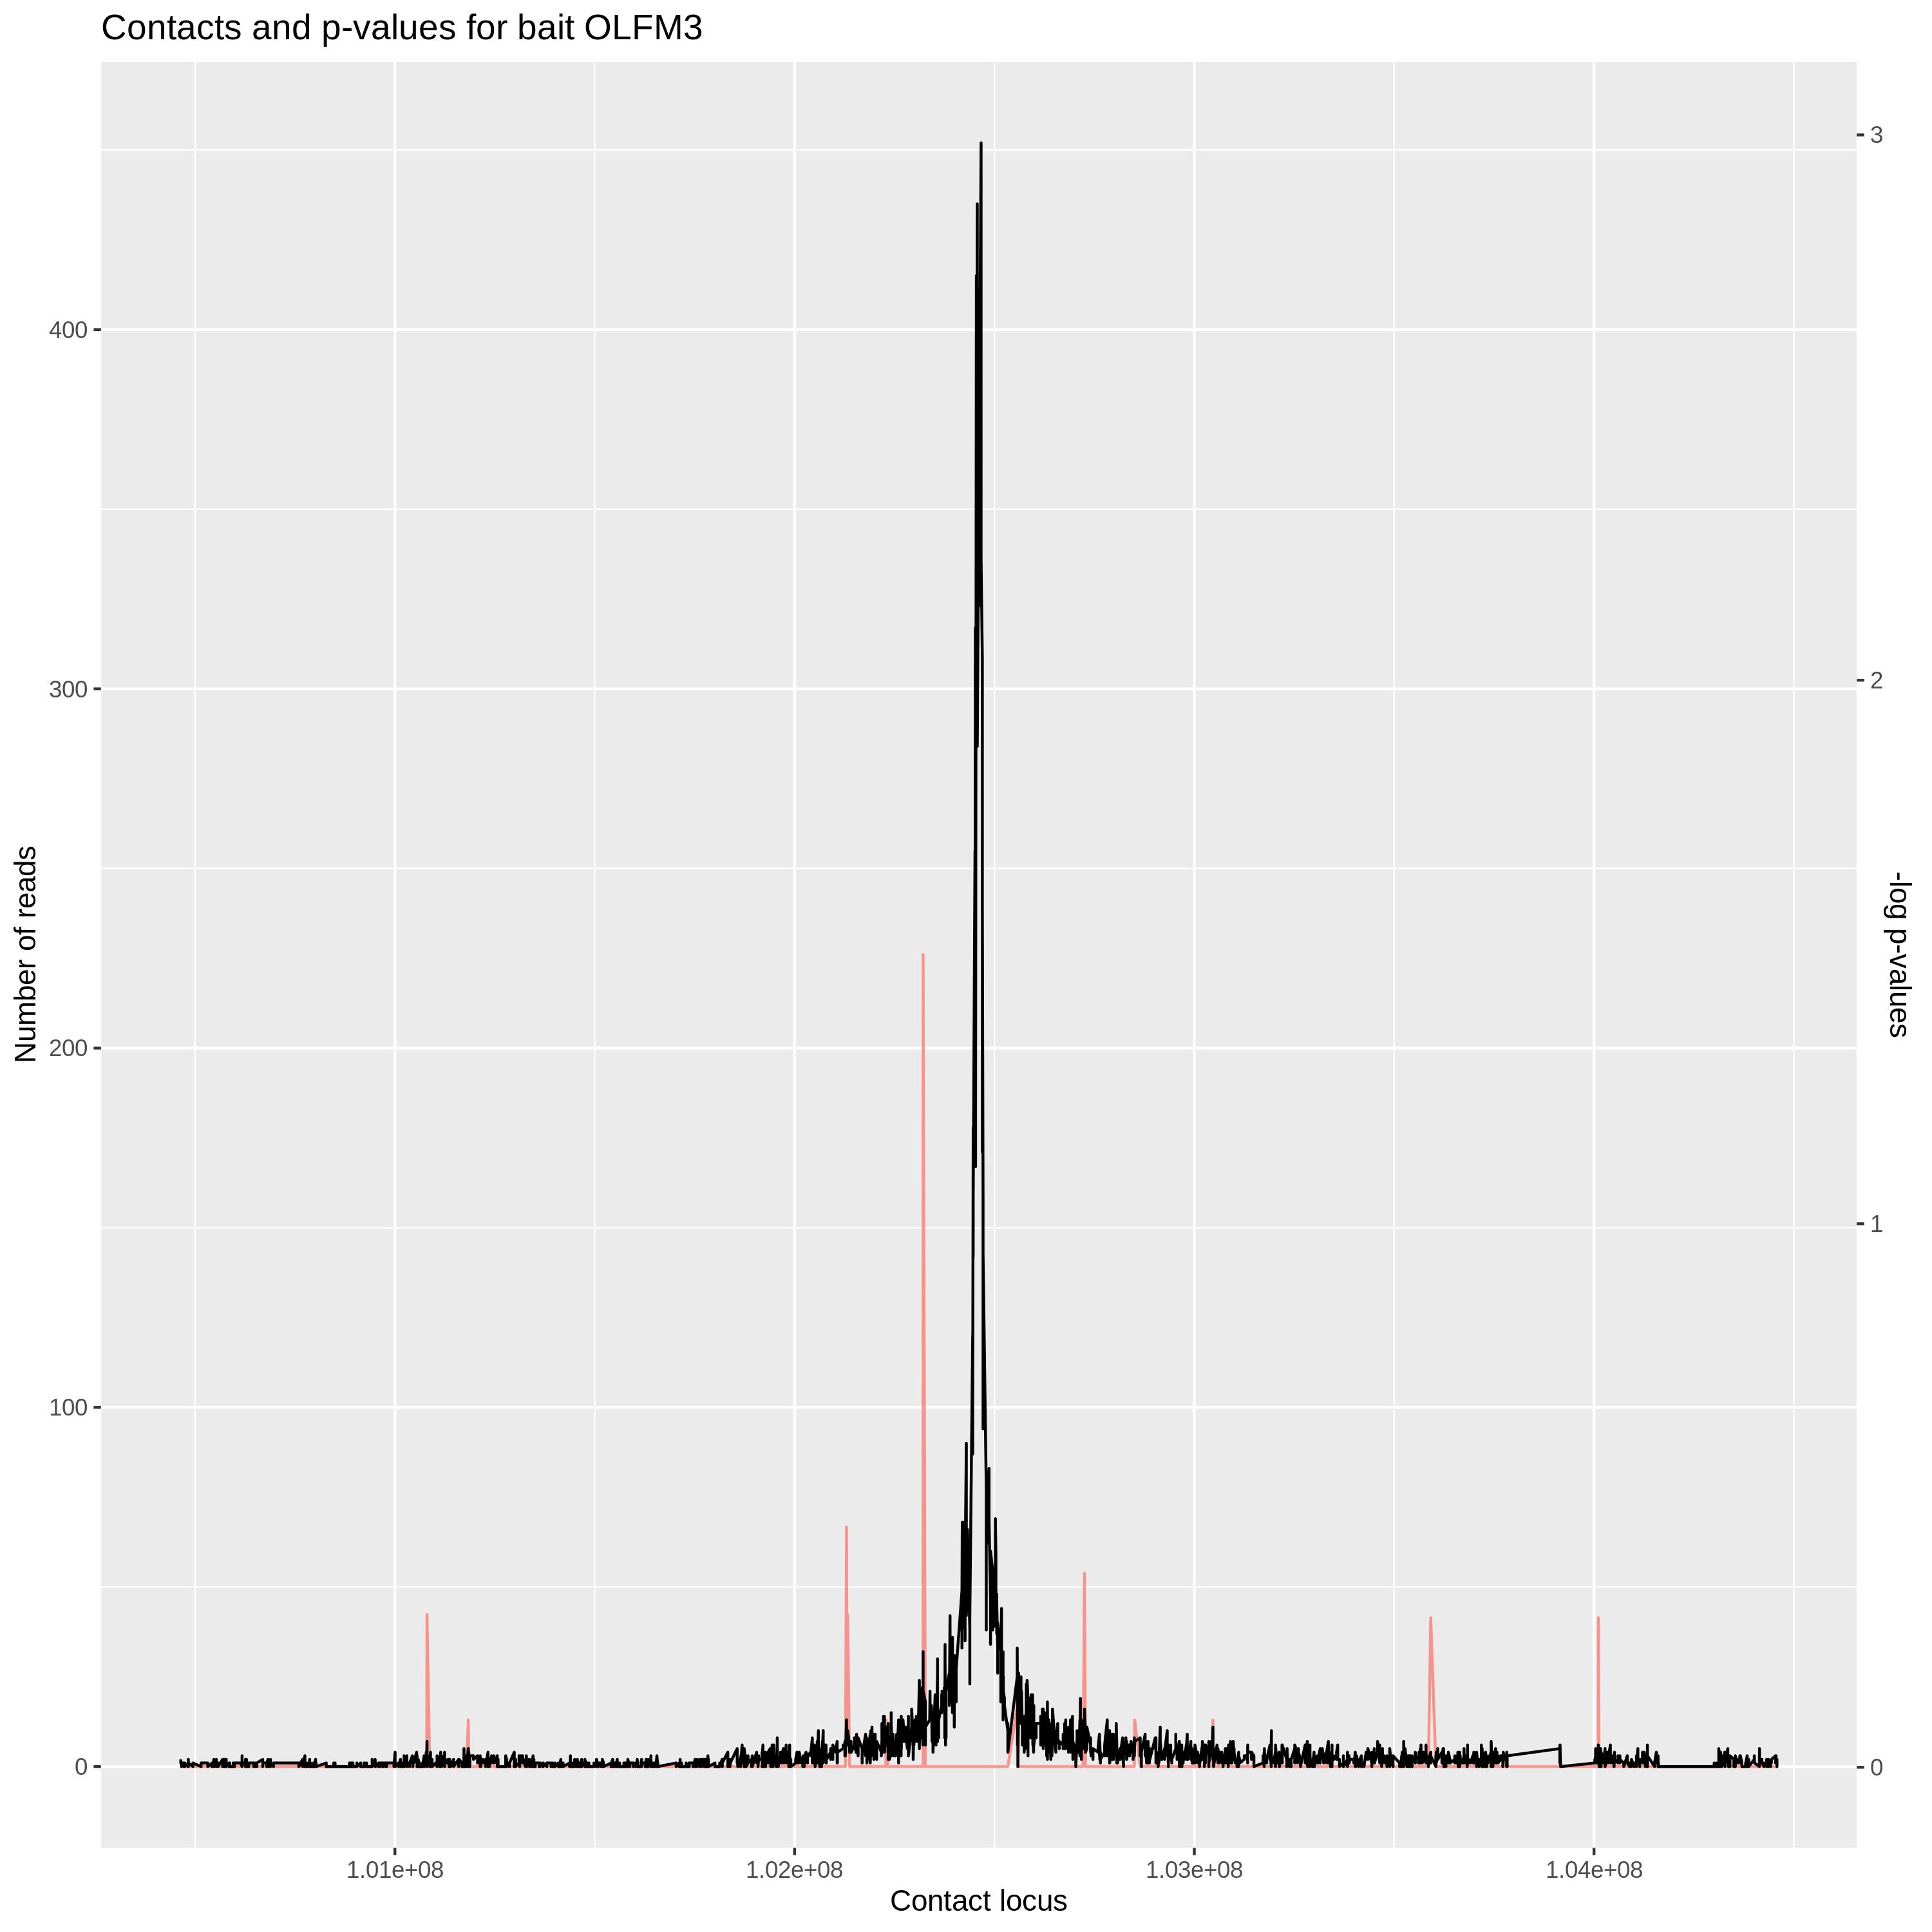 Contacts and p-values for bait OLFM3
Number of reads
400
300
200
100
0
3
2
1
0
-log p-values
1.01e+08
1.02e+08
1.03e+08
1.04e+08
Contact locus